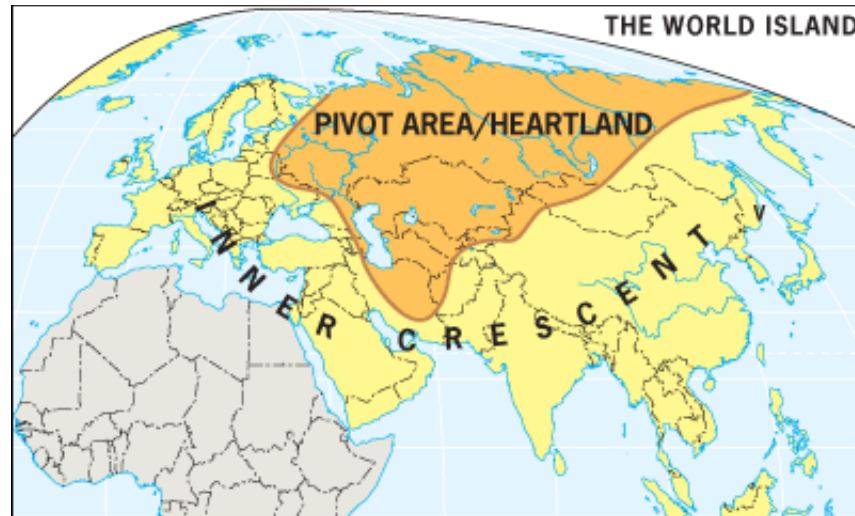 THE WORLD ISLAND
PIVOT AREA/HEARTLAND
INNER CRESCENT
V